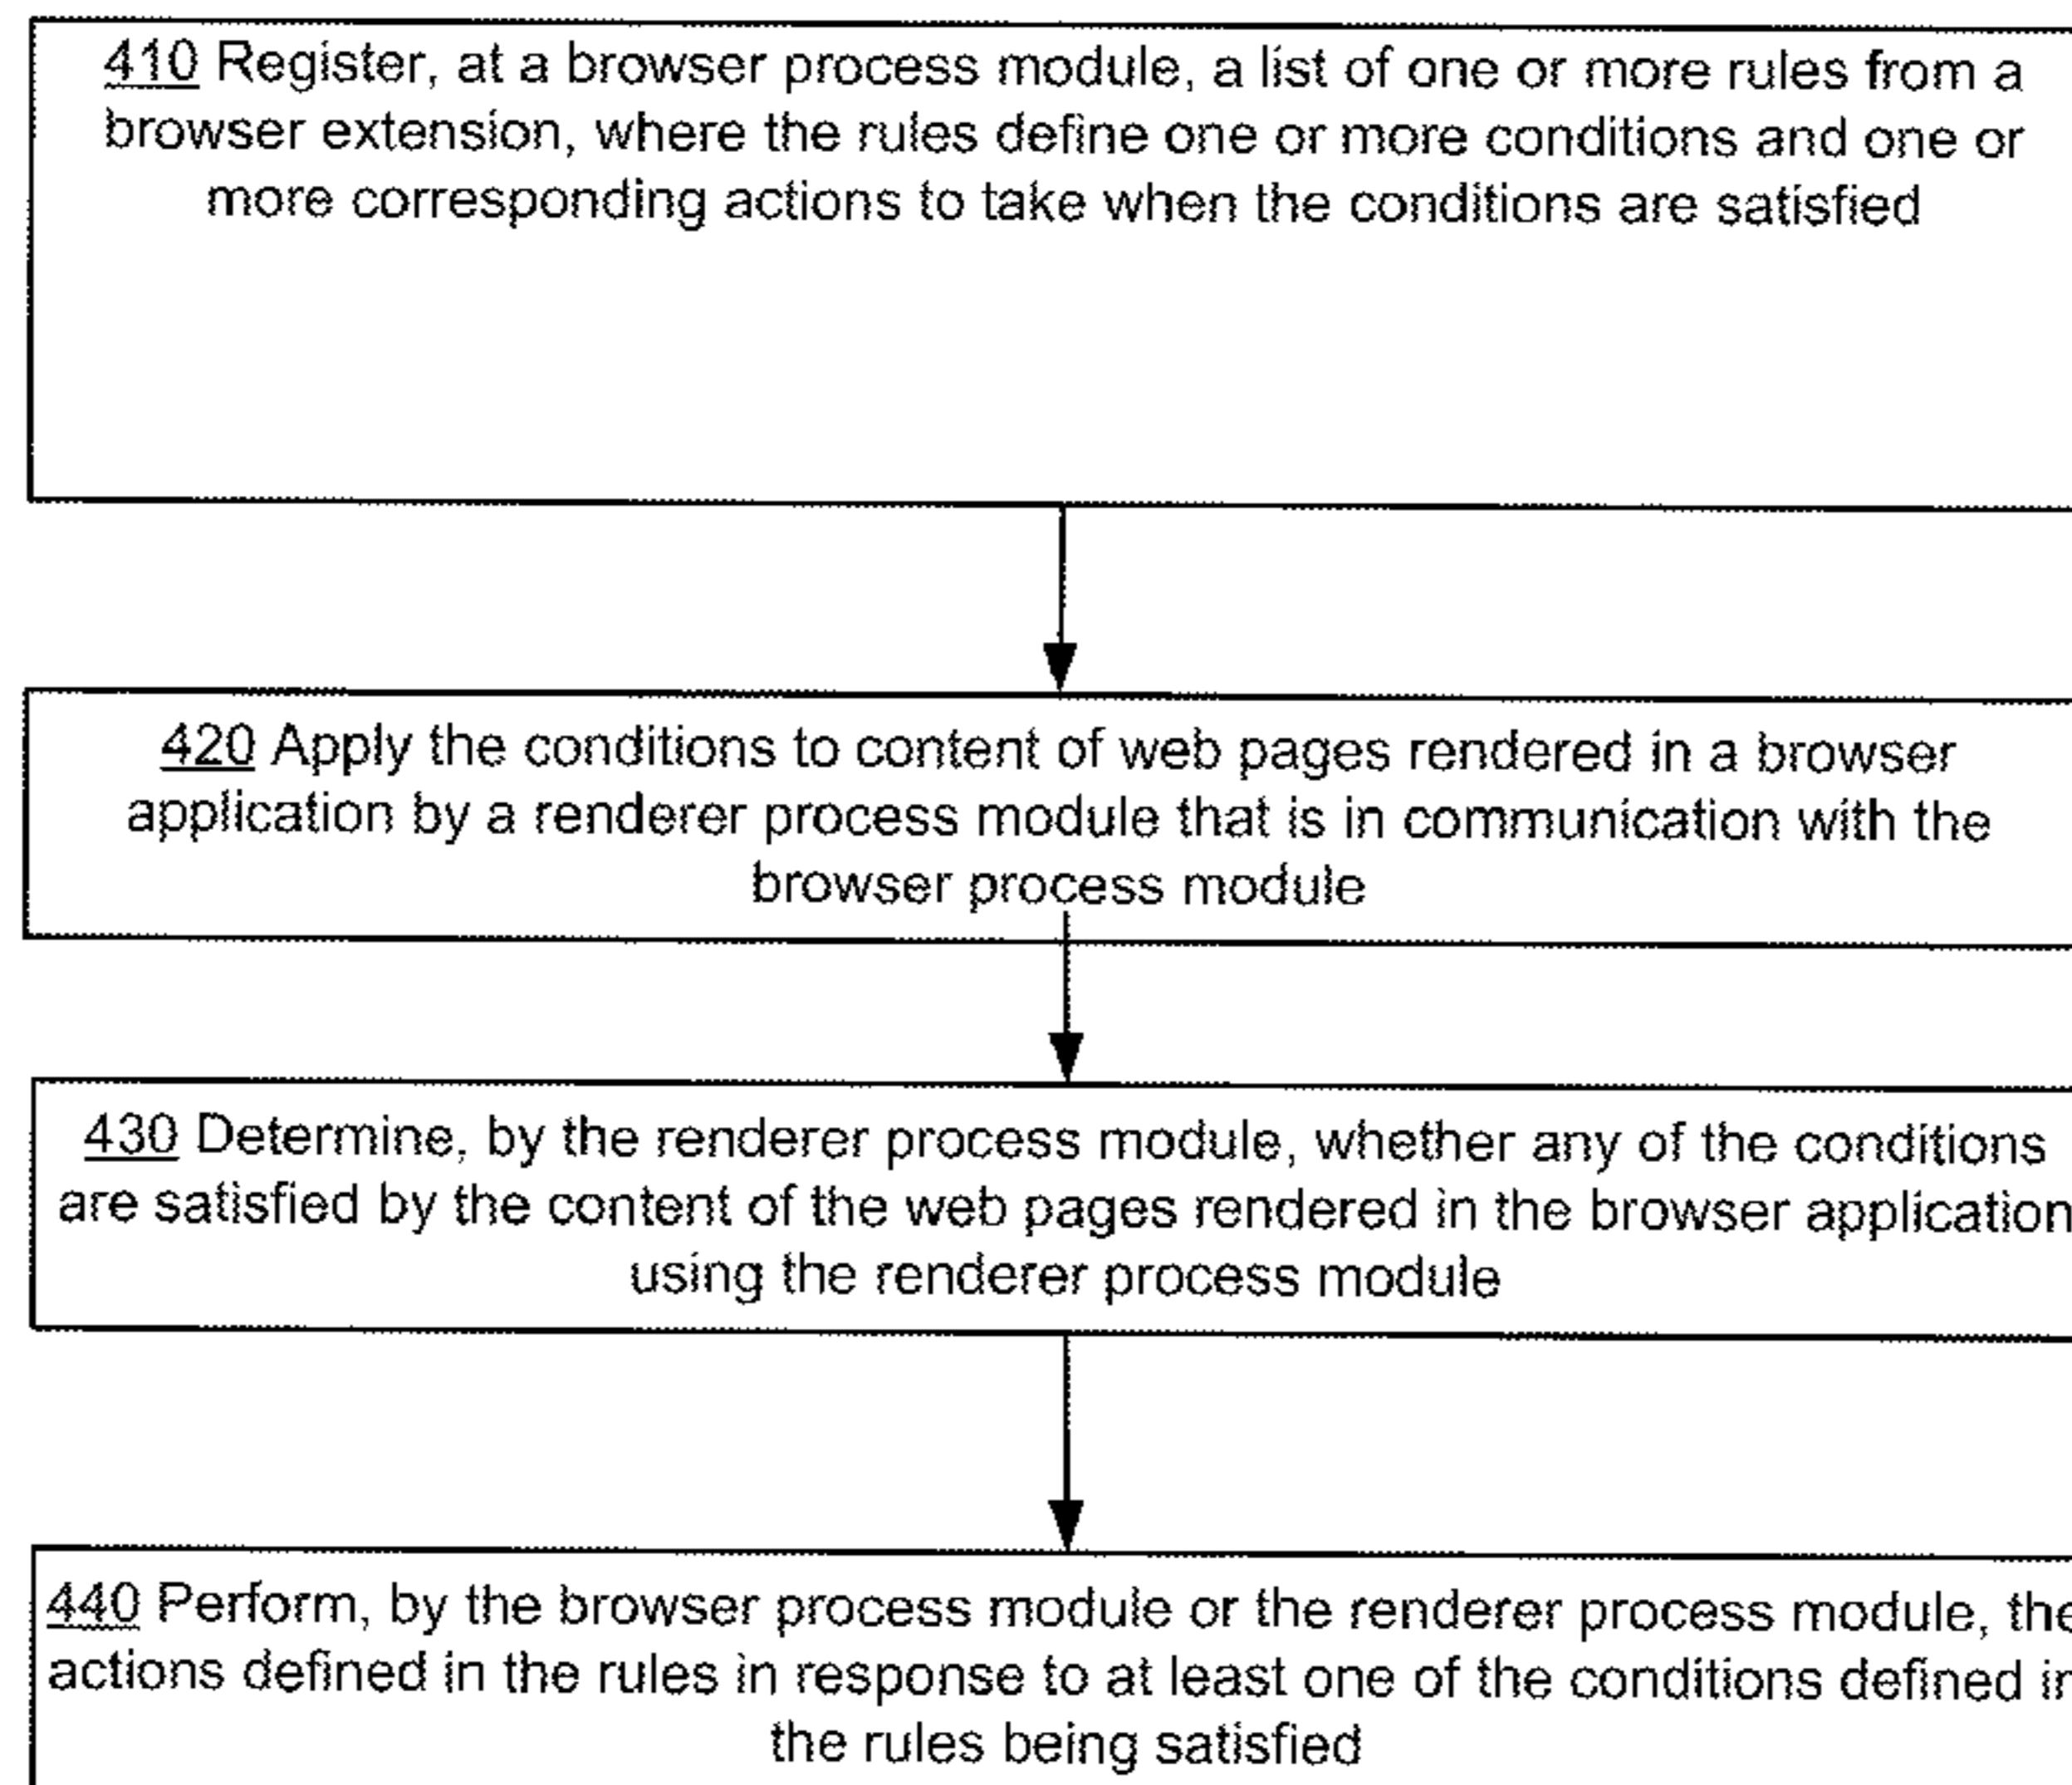 410 Register, at a browser process module, a list of one or more rules from a
browser extension, where the rules define one or more conditions and one or
more corresponding actions to take when the conditions are satisfied
420 Apply the conditions to content of web pages rendered in a browser
application by a renderer process module that is in communication with the
browser process module
430 Determine, by the renderer process module, whether any of the conditions
are satisfied by the content of the web pages rendered in the browser application
using the renderer process module
440 Perform, by the browser process module or the renderer process module, the
actions defined in the rules in response to at least one of the conditions defined in
the rules being satisfied